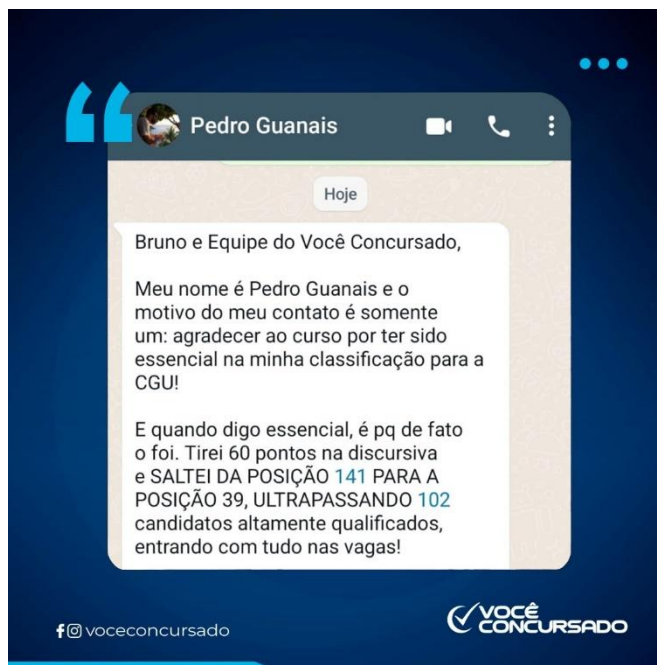 Pedro Guanais
Hoje
Bruno e Equipe do Você Concursado,
Meu nome é Pedro Guanais e o
motivo do meu contato é somente
um: agradecer ao curso por ter sido
essencial na minha classificação para a
CGU!
E quando digo essencial, é pq de fato
o foi. Tirei 60 pontos na discursiva
e SALTEI DA POSIÇÃO 141 PARA A
POSIÇÃO 39, ULTRAPASSANDO 102
candidatos altamente qualificados,
entrando com tudo nas vagas!
voceconcursado
VOCÊ
CONCURSADO